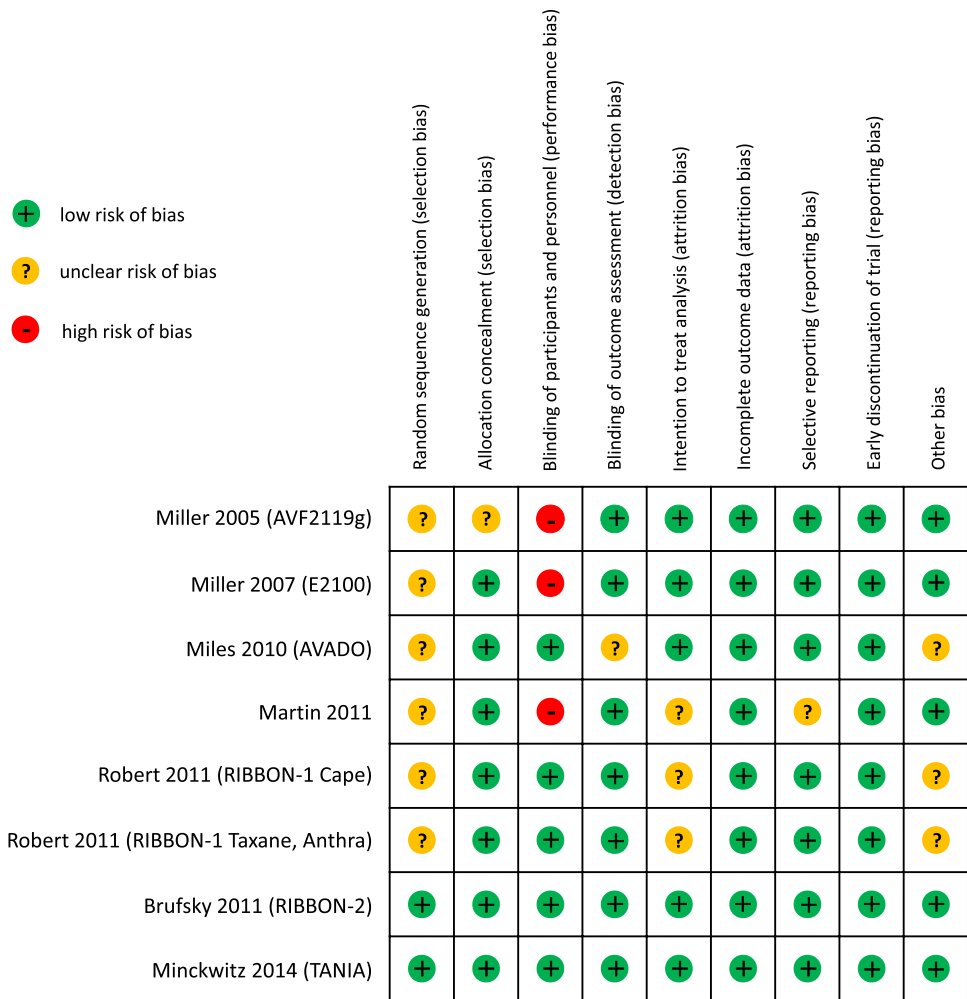 + low risk of bias
? unclear risk of bias
- high risk of bias
Random sequence generation (selection bias)
Allocation concealment (selection bias)
Blinding of participants and personnel (performance bias)
Blinding of outcome assessment (detection bias)
Intention to treat analysis (attrition bias)
Incomplete outcome data (attrition bias)
Selective reporting (reporting bias)
Early discontinuation of trial (reporting bias)
Other bias
Miller 2005 (AVF2119g) ? ? - + + + + + +
Miller 2007 (E2100) ? + - + + + + + +
Miles 2010 (AVADO) ? + + ? + + + + ?
Martin 2011 ? + - + ? + ? + +
Robert 2011 (RIBBON-1 Cape) ? + + + ? + + + ?
Robert 2011 (RIBBON-1 Taxane, Anthra) ? + + + ? + + + ?
Brufsky 2011 (RIBBON-2) + + + + + + + + +
Minckwitz 2014 (TANIA) + + + + + + + + +